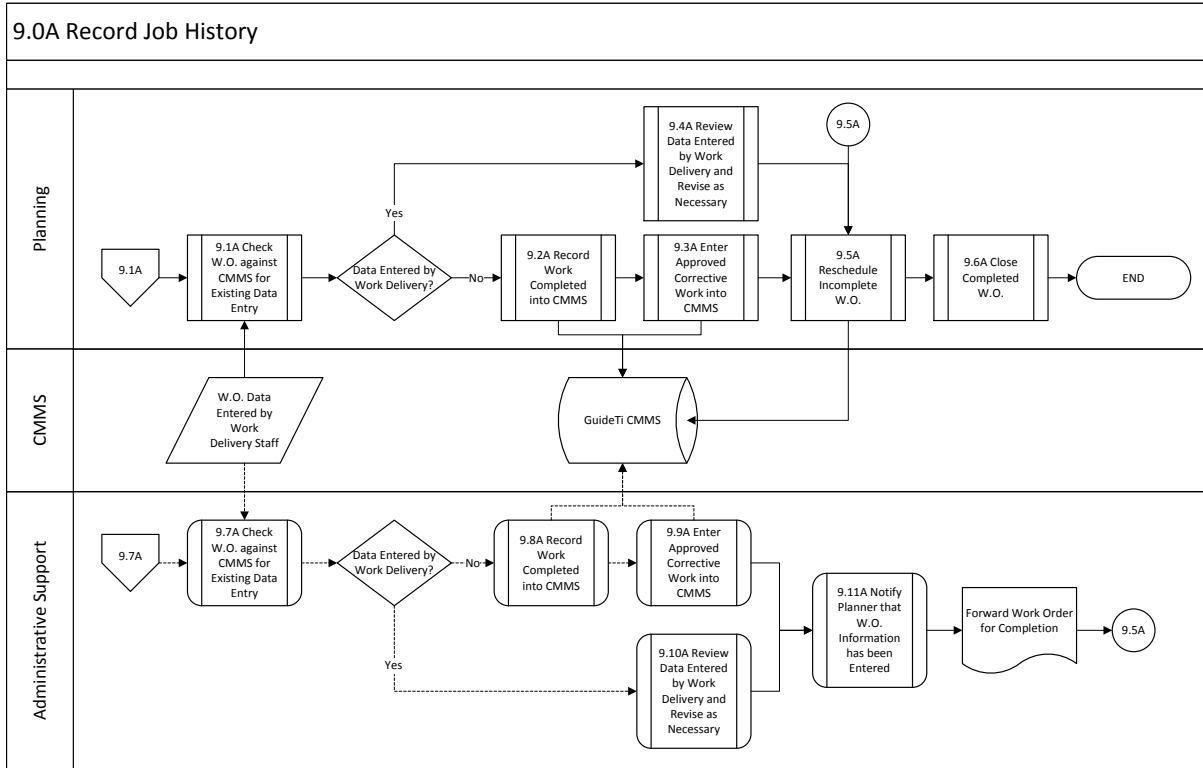 9.0A Record Job History
Planning
9.1A
9.1A Check
W.O. against
CMMS for
Existing Data
Entry
Data Entered by
Work Delivery?
Yes
No
9.4A Review
Data Entered
by Work
Delivery and
Revise as
Necessary
9.5A
9.2A Record
Work
Completed
into CMMS
9.3A Enter
Approved
Corrective
Work into
CMMS
9.5A
Reschedule
Incomplete
W.O.
9.6A Close
Completed
W.O.
END
CMMS
W.O. Data
Entered by
Work
Delivery Staff
GuideTi CMMS
Administrative Support
9.7A
9.7A Check
W.O. against
CMMS for
Existing Data
Entry
Data Entered by
Work Delivery?
No
Yes
9.8A Record
Work
Completed
into CMMS
9.9A Enter
Approved
Corrective
Work into
CMMS
9.10A Review
Data Entered
by Work
Delivery and
Revise as
Necessary
9.11A Notify
Planner that
W.O.
Information
has been
Entered
Forward Work Order
for Completion
9.5A